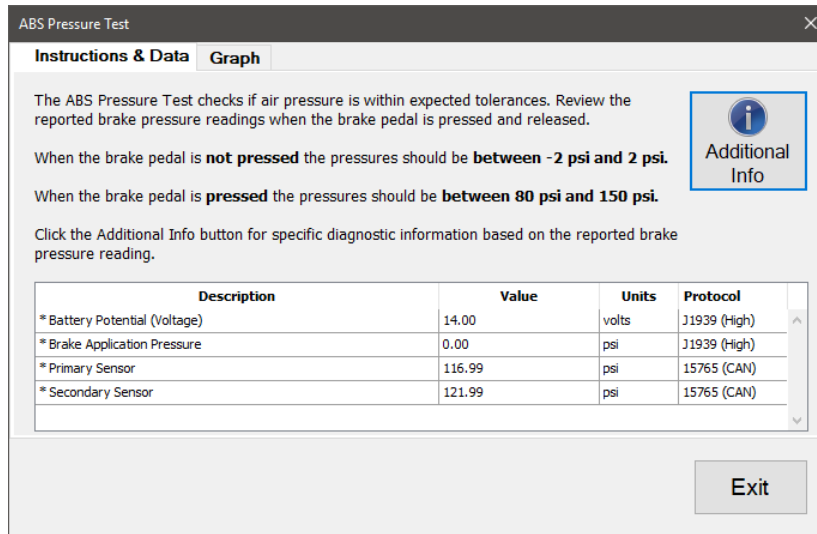 ABS Pressure Test
Instructions & Data Graph
The ABS Pressure Test checks if air pressure is within expected tolerances. Review the
reported brake pressure readings when the brake pedal is pressed and released.
When the brake pedal is not pressed the pressures should be between -2 psi and 2 psi.
When the brake pedal is pressed the pressures should be between 80 psi and 150 psi.
Click the Additional Info button for specific diagnostic information based on the reported brake
pressure reading.
Additional
Info
Description Value Units Protocol
* Battery Potential (Voltage) 14.00 volts J1939 (High)
* Brake Application Pressure 0.00 psi J1939 (High)
* Primary Sensor 116.99 psi 15765 (CAN)
* Secondary Sensor 121.99 psi 15765 (CAN)
Exit